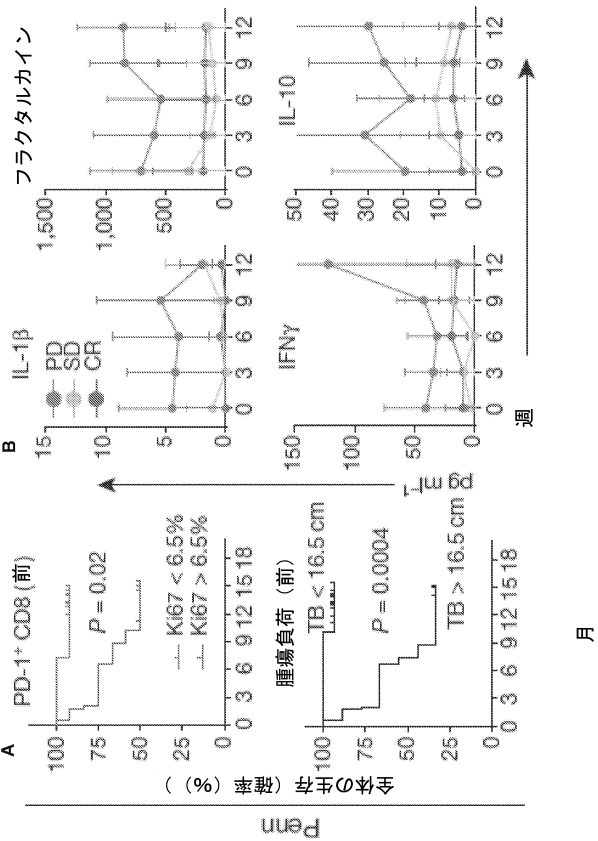 Penn
全体の生存（確率（%））
A
PD-1+ CD8（前）
100
75
50
25
0
P = 0.02
Ki67 < 6.5%
Ki67 > 6.5%
0 3 6 9 12 15 18
腫瘍負荷（前）
100
75
50
25
0
TB < 16.5 cm
P = 0.0004
TB > 16.5 cm
0 3 6 9 12 15 18
月
B
pg ml-1
IL-1β
15
10
5
0
PD
SD
CR
0 3 6 9 12
フラクタルカイン
1,500
1,000
500
0
0 3 6 9 12
IFNγ
150
100
50
0
0 3 6 9 12
IL-10
50
40
30
20
10
0
0 3 6 9 12
週